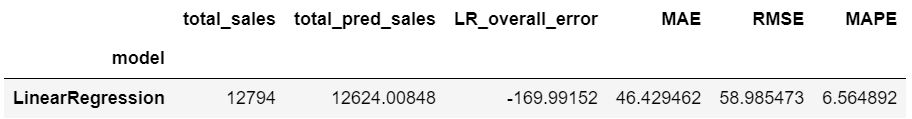 total_sales total_pred_sales LR_overall_error MAE RMSE MAPE
model
LinearRegression 12794 12624.00848 -169.99152 46.429462 58.985473 6.564892